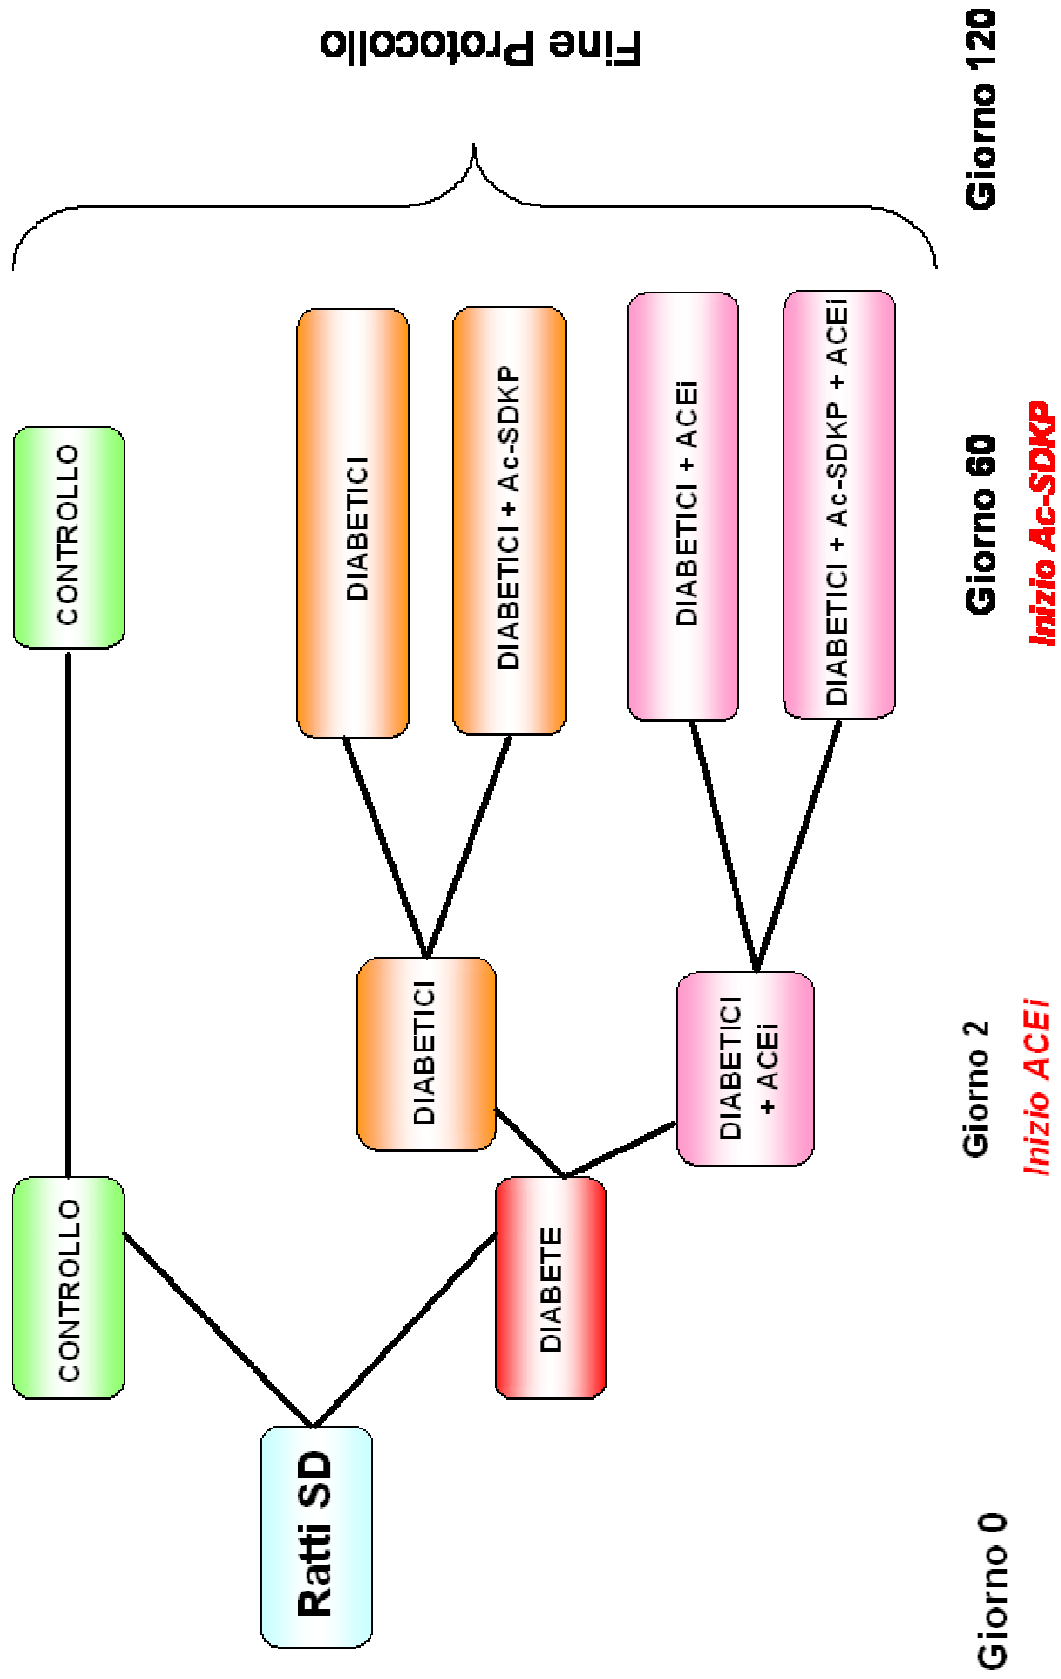 Ratti SD
CONTROLLO
DIABETE
DIABETICI
DIABETICI
+ ACEi
CONTROLLO
DIABETICI
DIABETICI + Ac-SDKP
DIABETICI + ACEi
DIABETICI + Ac-SDKP + ACEi
Fine Protocollo
Giorno 0
Giorno 2
Inizio ACEi
Giorno 60
Inizio Ac-SDKP
Giorno 120